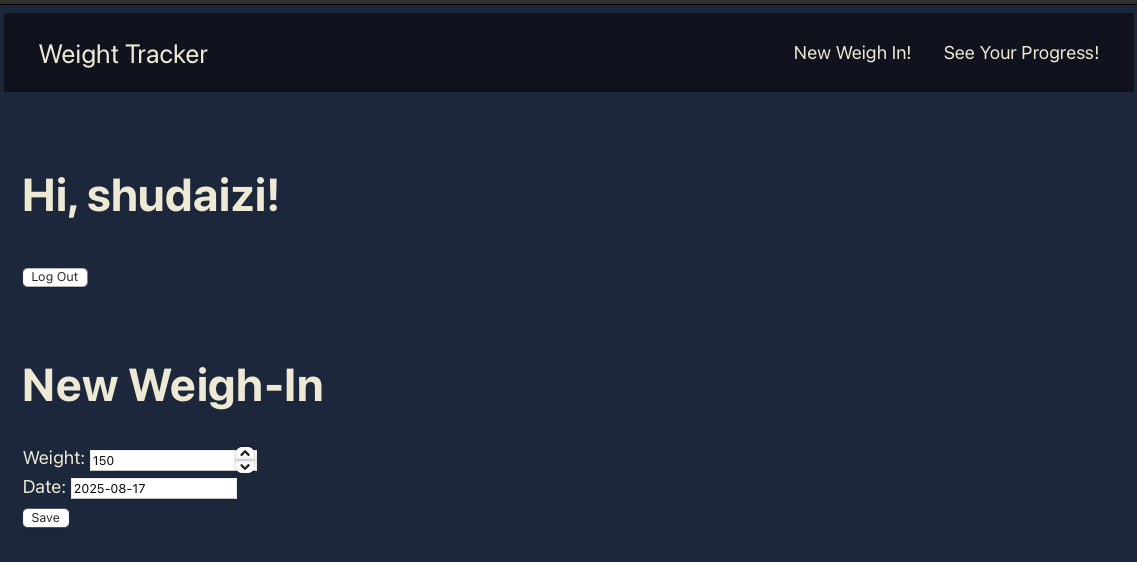 Weight Tracker New Weigh In! See Your Progress!
Hi, shudaizi!
Log Out
New Weigh-In
Weight: 150
Date: 2025-08-17
Save